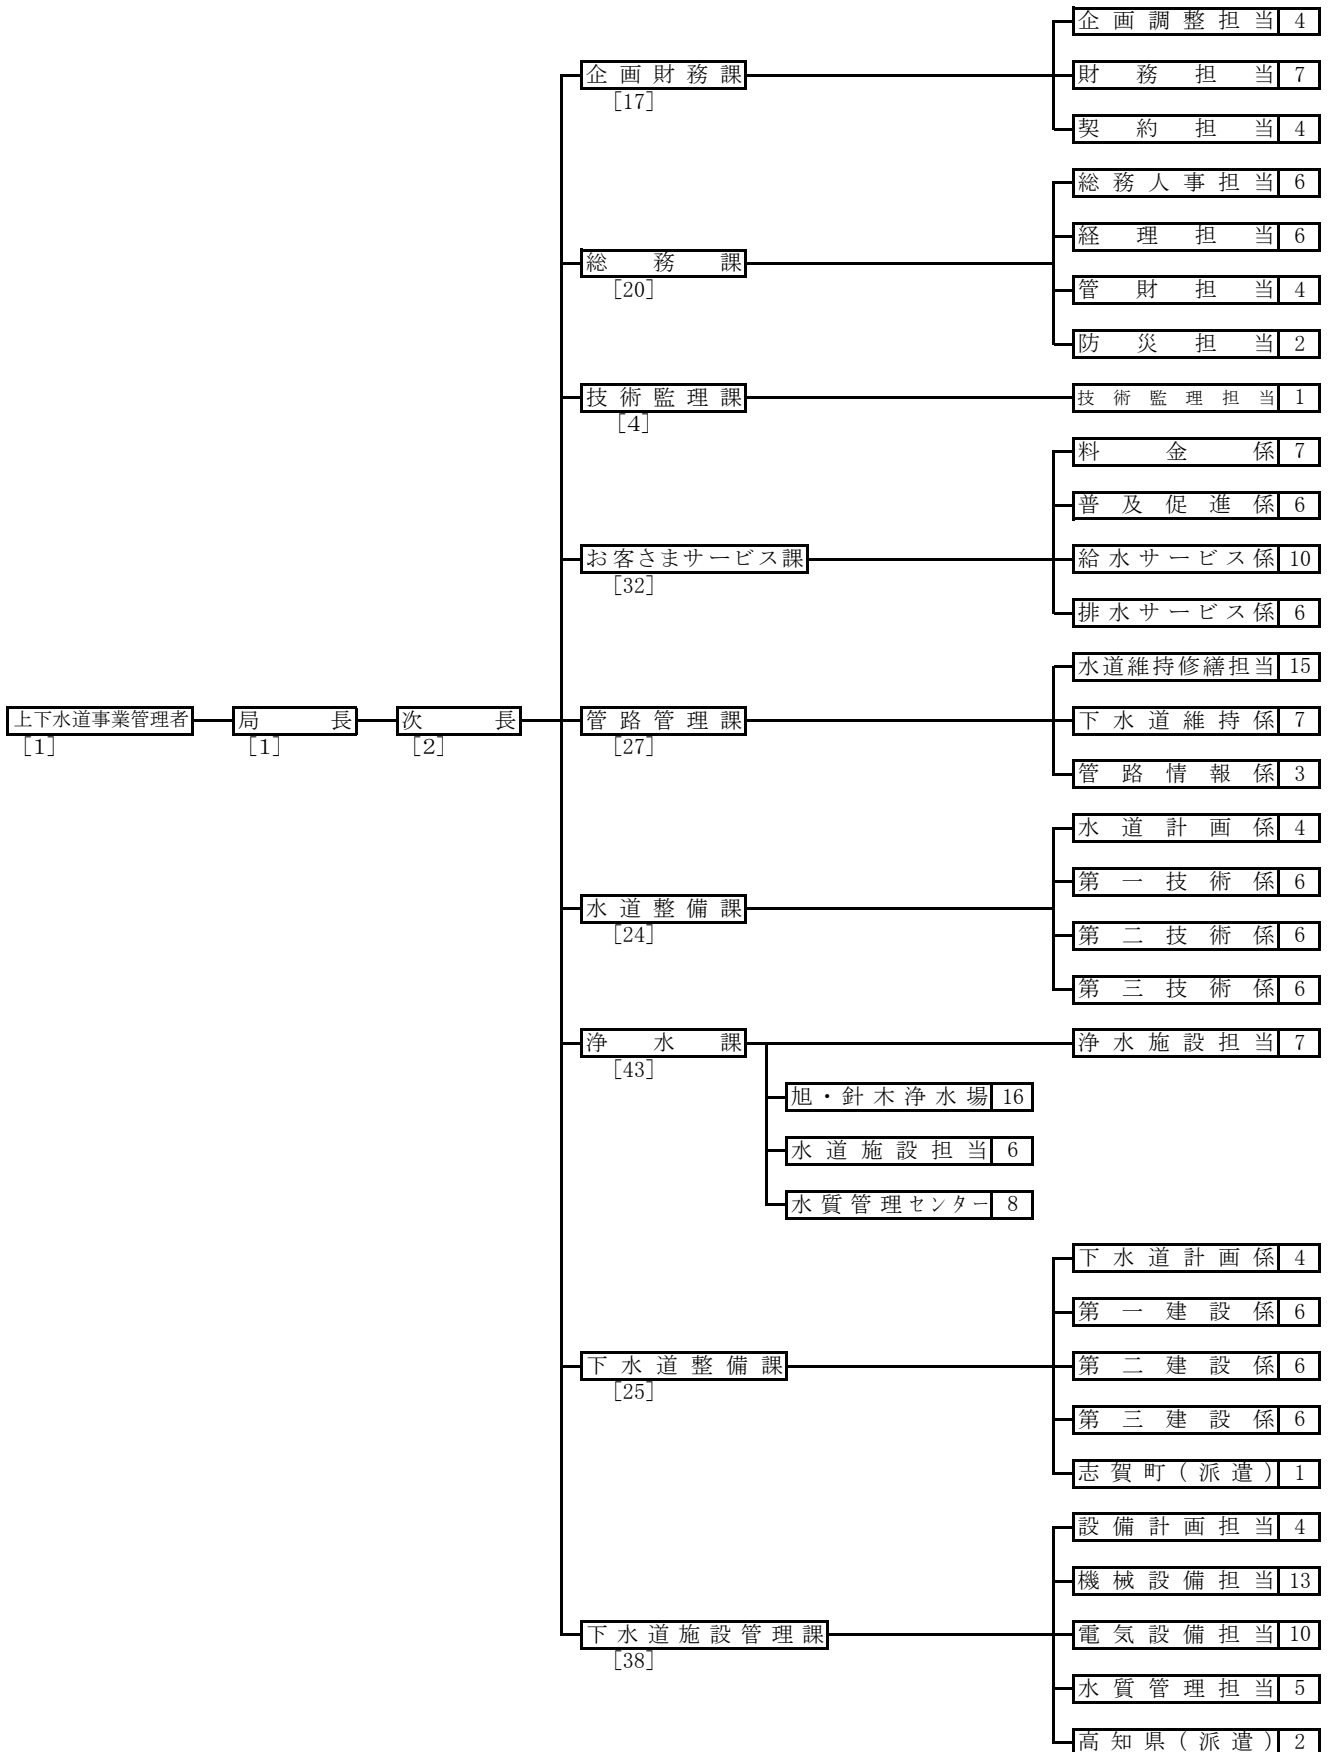 企画調整担当 4
企画財務課
財務担当 7
[17]
契約担当 4
総務人事担当 6
経理担当 6
総務課
[20]
管財担当 4
防災担当 2
技術監理課
技術監理担当 1
[4]
料金係 7
普及促進係 6
お客さまサービス課
給水サービス係 10
[32]
排水サービス係 6
水道維持修繕担当 15
上下水道事業管理者
局長
次長
管路管理課
下水道維持係 7
[1]
[1]
[2]
[27]
管路情報係 3
水道計画係 4
第一技術係 6
水道整備課
[24]
第二技術係 6
第三技術係 6
浄水課
浄水施設担当 7
[43]
旭・針木浄水場 16
水道施設担当 6
水質管理センター 8
下水道計画係 4
第一建設係 6
下水道整備課
第二建設係 6
[25]
第三建設係 6
志賀町(派遣) 1
設備計画担当 4
機械設備担当 13
下水道施設管理課
電気設備担当 10
[38]
水質管理担当 5
高知県(派遣) 2